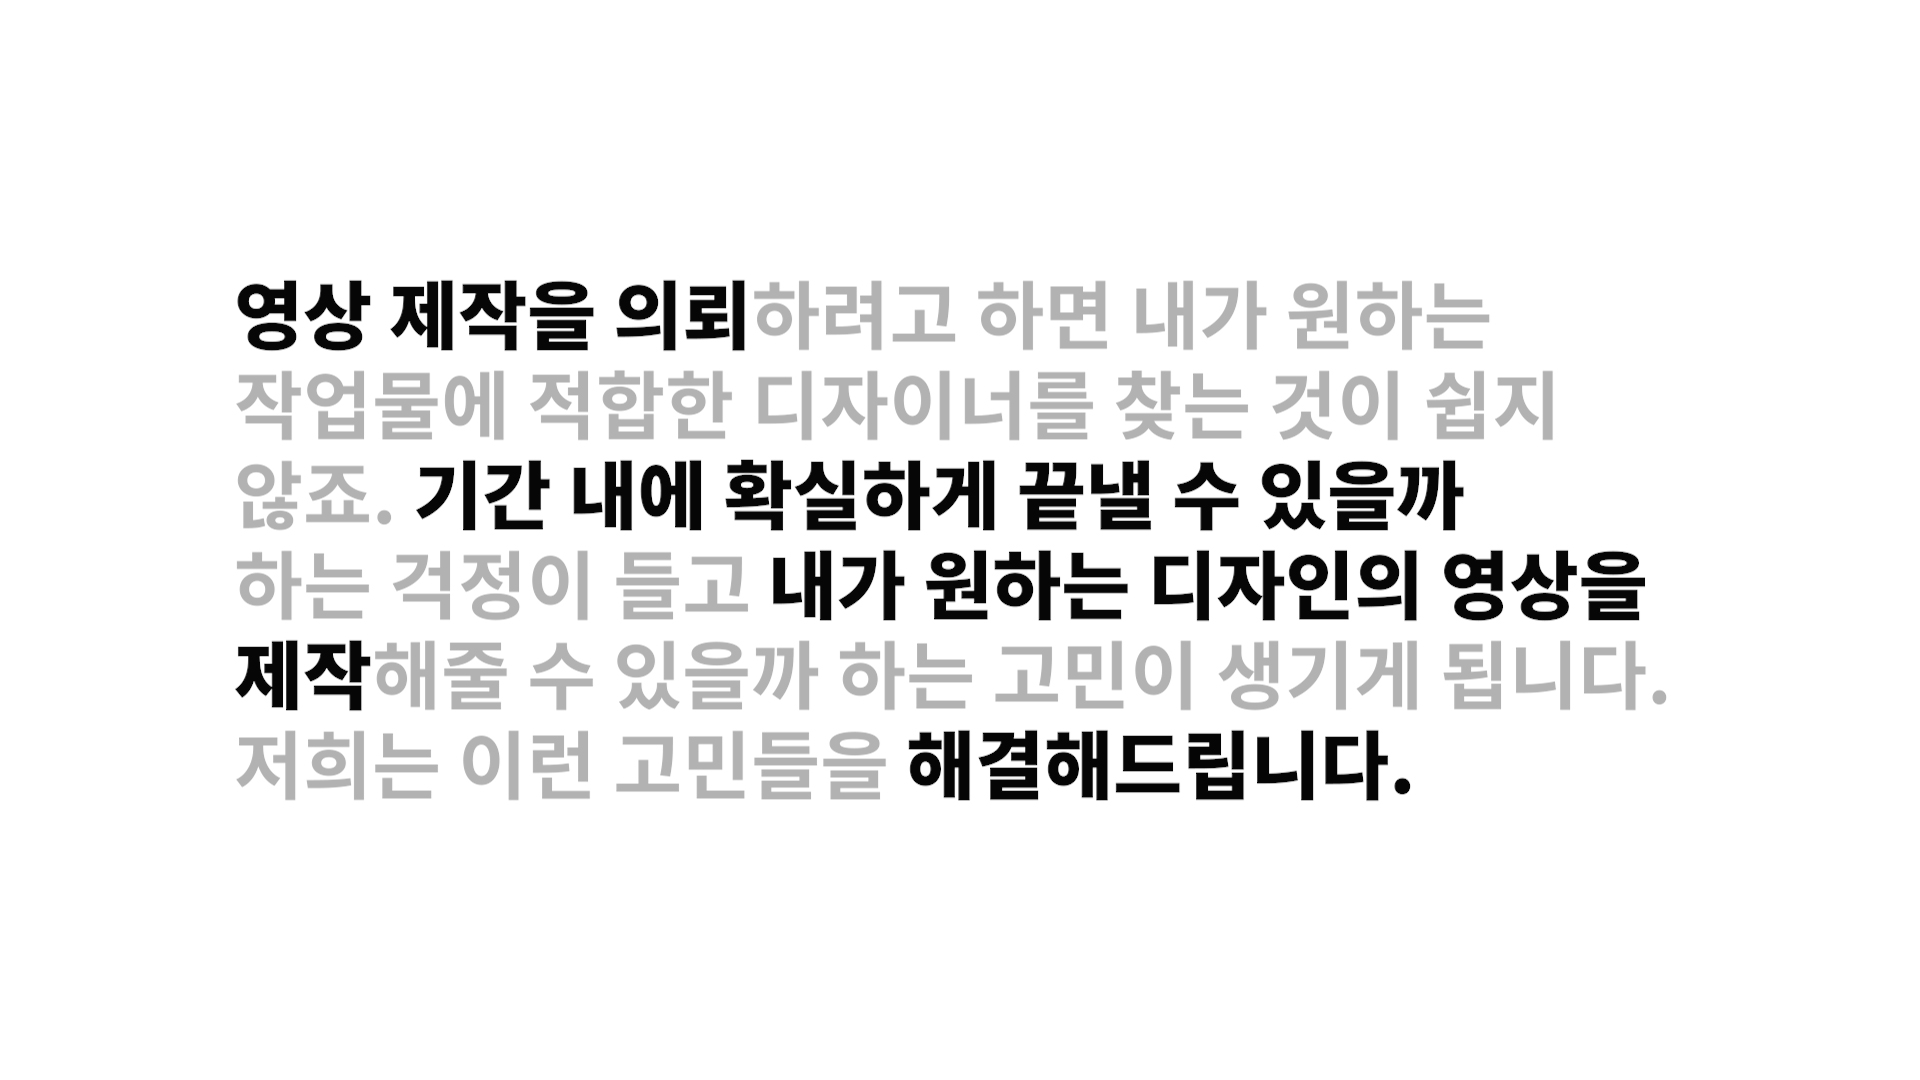 영상 제작을 의뢰하려고 하면 내가 원하는
작업물에 적합한 디자이너를 찾는 것이 쉽지
않죠. 기간 내에 확실하게 끝낼 수 있을까
하는 걱정이 들고 내가 원하는 디자인의 영상을
제작해줄 수 있을까 하는 고민이 생기게 됩니다.
저희는 이런 고민들을 해결해드립니다.